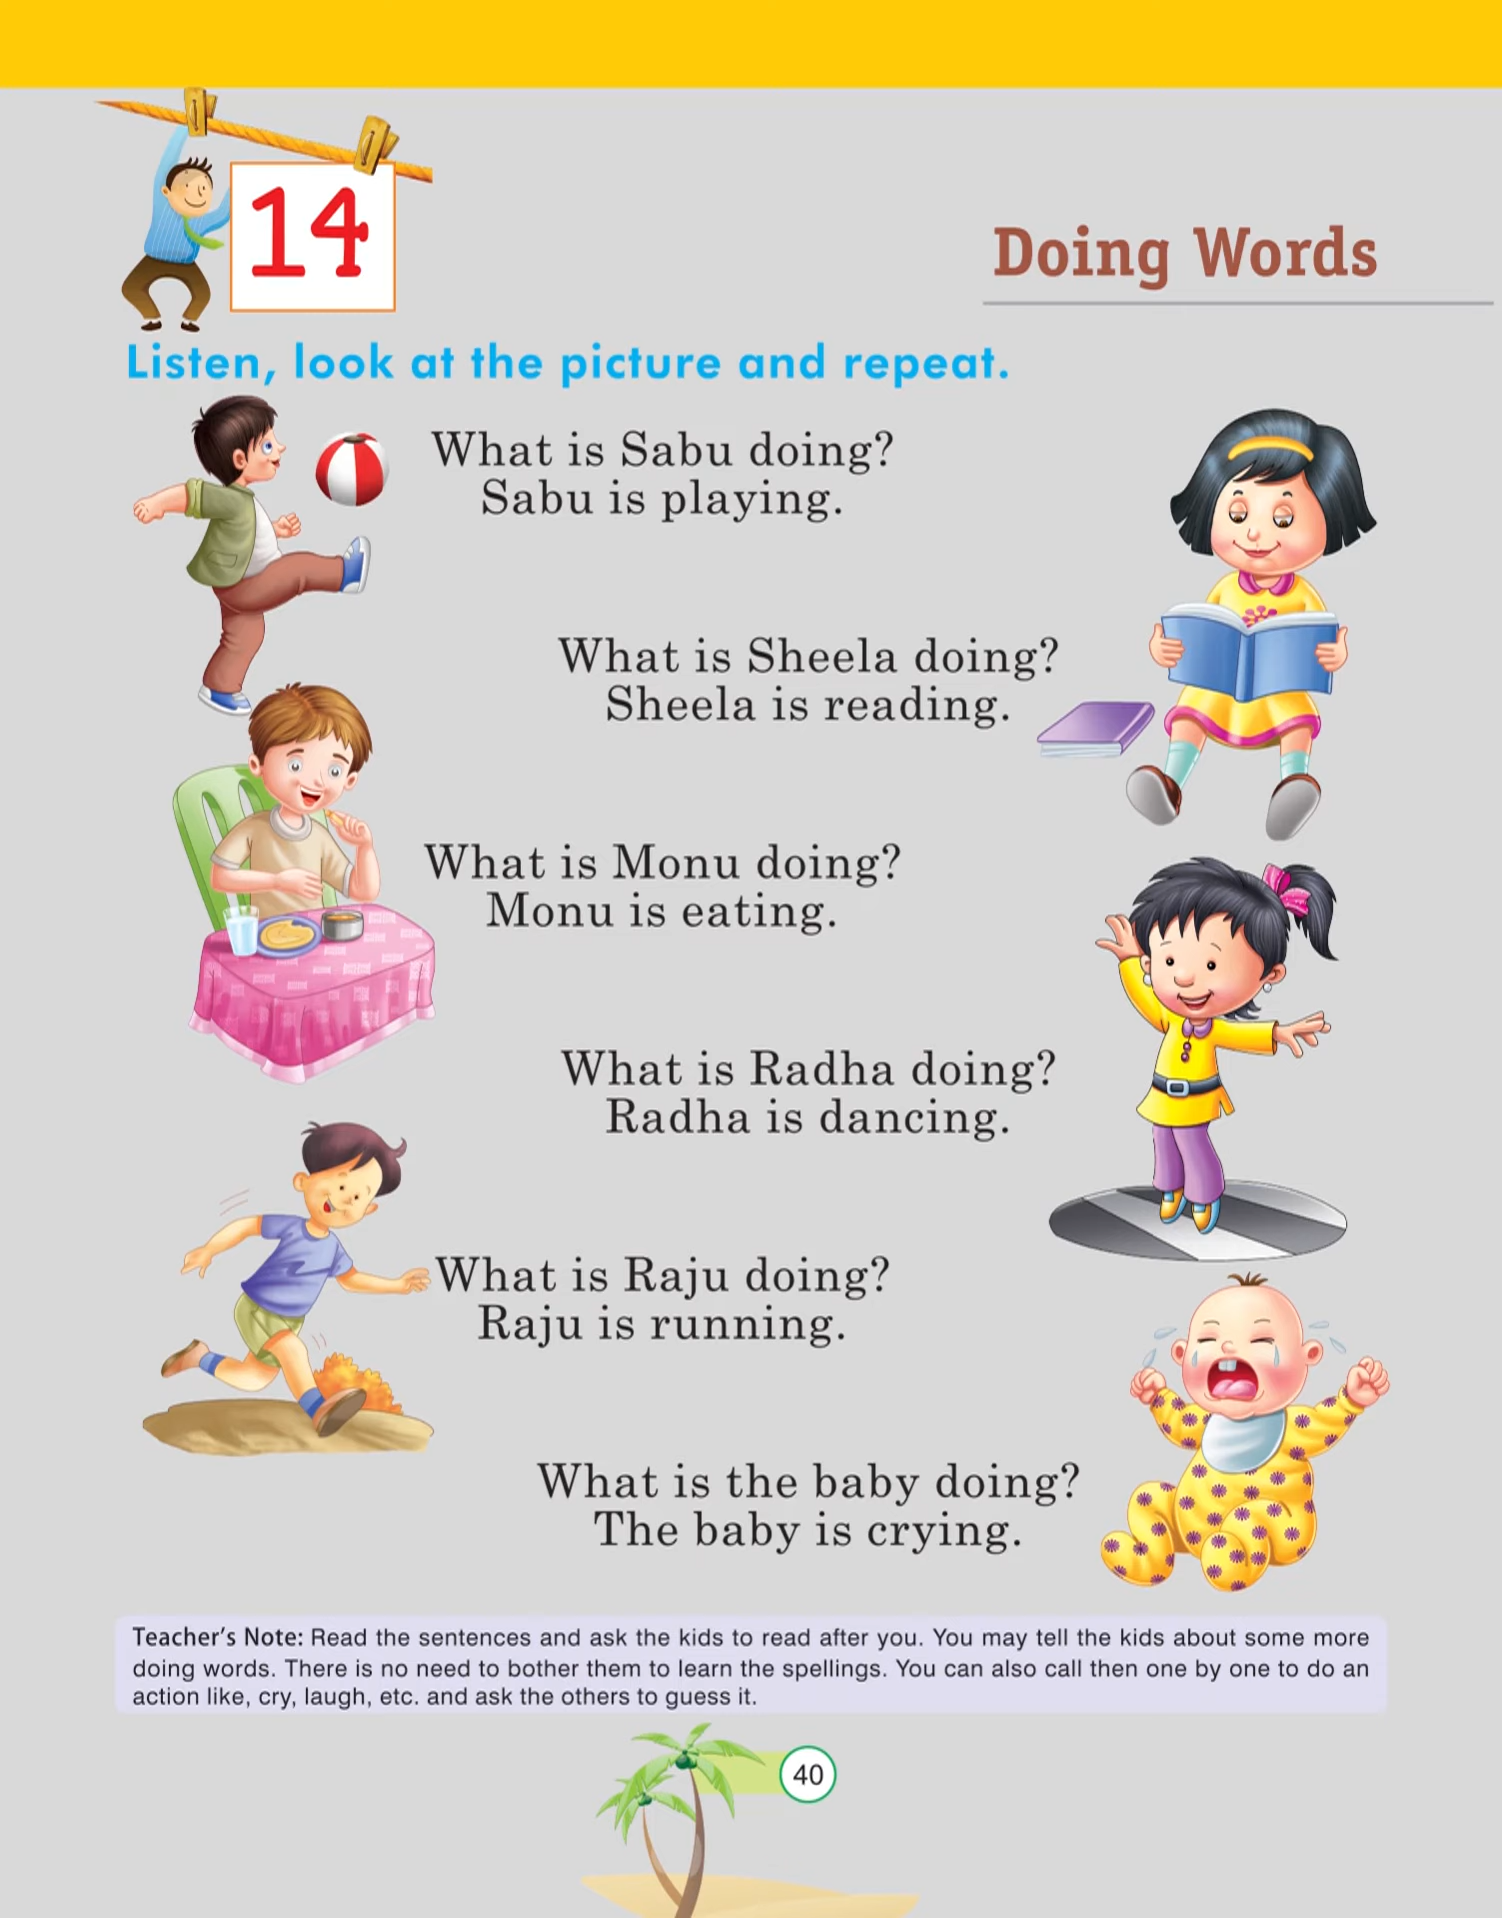 14
Doing Words
Listen, look at the picture and repeat.
What is Sabu doing?
Sabu is playing.
What is Sheela doing?
Sheela is reading.
What is Monu doing?
Monu is eating.
What is Radha doing?
Radha is dancing.
What is Raju doing?
Raju is running.
What is the baby doing?
The baby is crying.
Teacher's Note: Read the sentences and ask the kids to read after you. You may tell the kids about some more
doing words. There is no need to bother them to learn the spellings. You can also call then one by one to do an
action like, cry, laugh, etc. and ask the others to guess it.
40